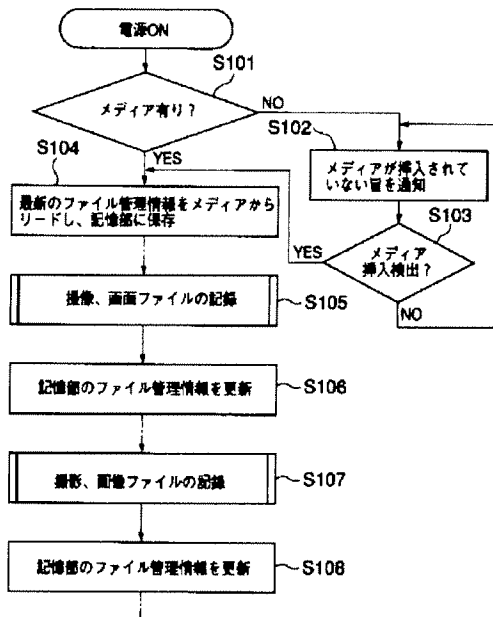 電源ON
S101
メディア有り?
NO
S102
S104
YES
メディアが挿入されて
いない旨を通知
最新のファイル管理情報をメディアから
リードし、記憶部に保存
S103
YES
メディア
挿入検出?
NO
撮像、画面ファイルの記録
S105
記憶部のファイル管理情報を更新
S106
撮影、画像ファイルの記録
S107
記憶部のファイル管理情報を更新
S108